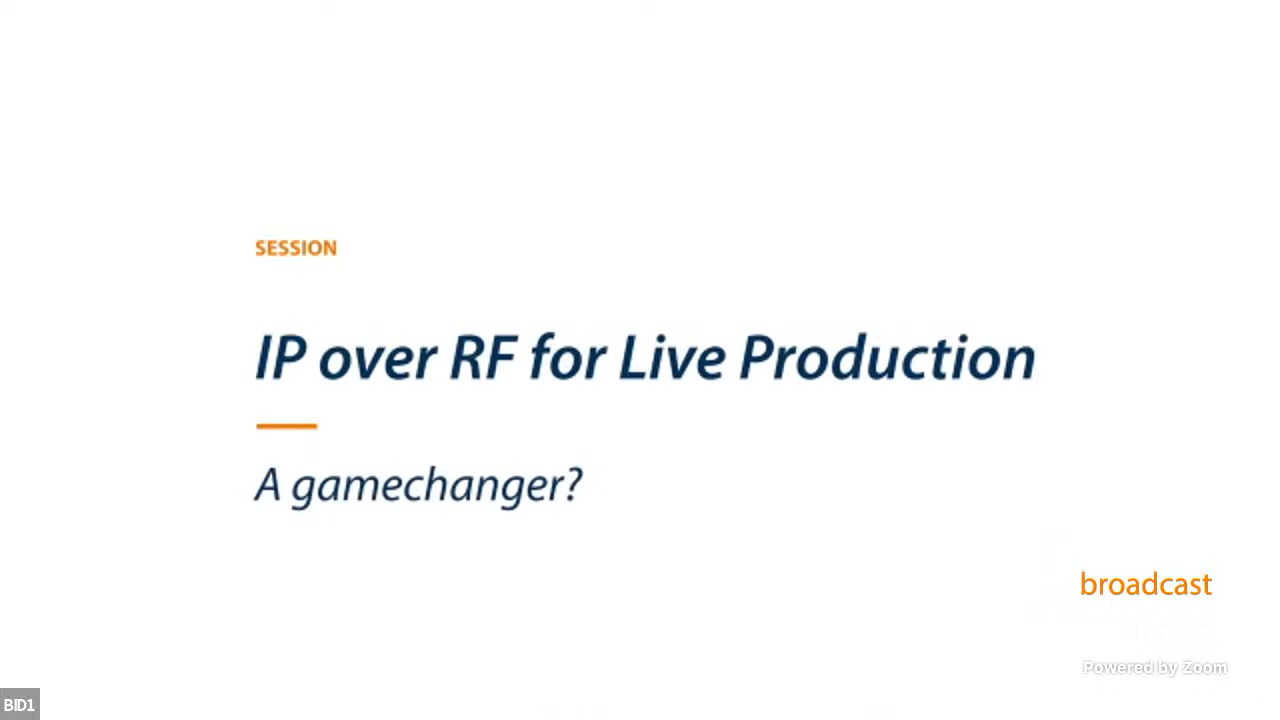 SESSION
IP over RF for Live Production
A gamechanger?
broadcast
Powered by Zoom
BID1